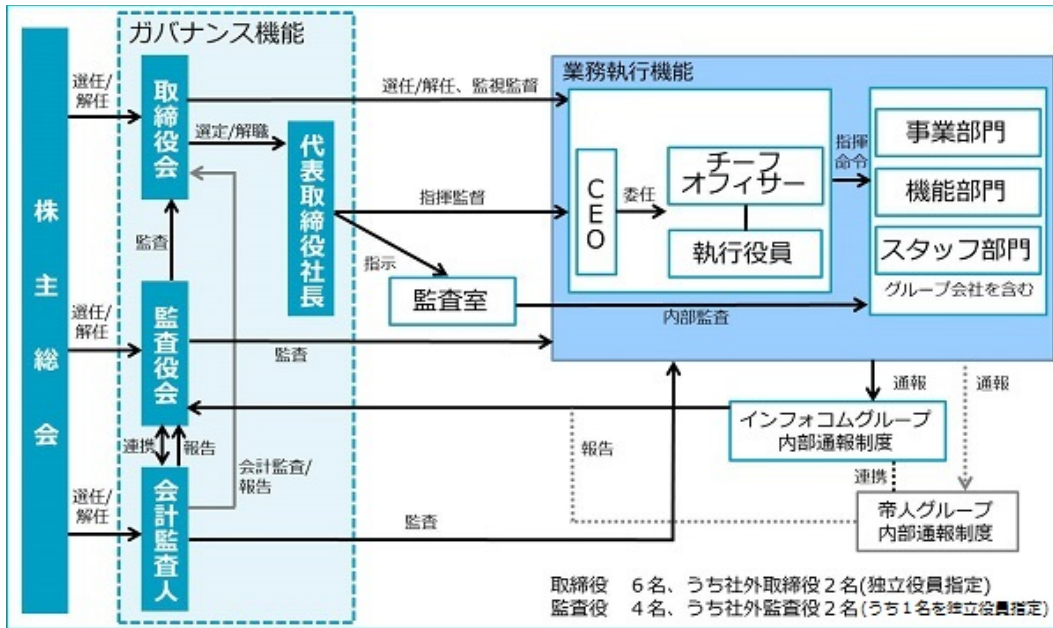 ガバナンス機能
株主総会
選任/
解任
取締役会
選定/解職
代表取締役社長
選任/解任、監視監督
業務執行機能
CEO
委任
チーフ
オフィサー
執行役員
指揮
命令
事業部門
機能部門
スタッフ部門
グループ会社を含む
指揮監督
指示
監査室
内部監査
監査
選任/
解任
監査役会
監査
通報
通報
インフォコムグループ
内部通報制度
報告
連携
報告
会計監査/
報告
連携
帝人グループ
内部通報制度
選任/
解任
会計監査人
監査
取締役 6名、うち社外取締役2名(独立役員指定)
監査役 4名、うち社外監査役2名(うち1名を独立役員指定)